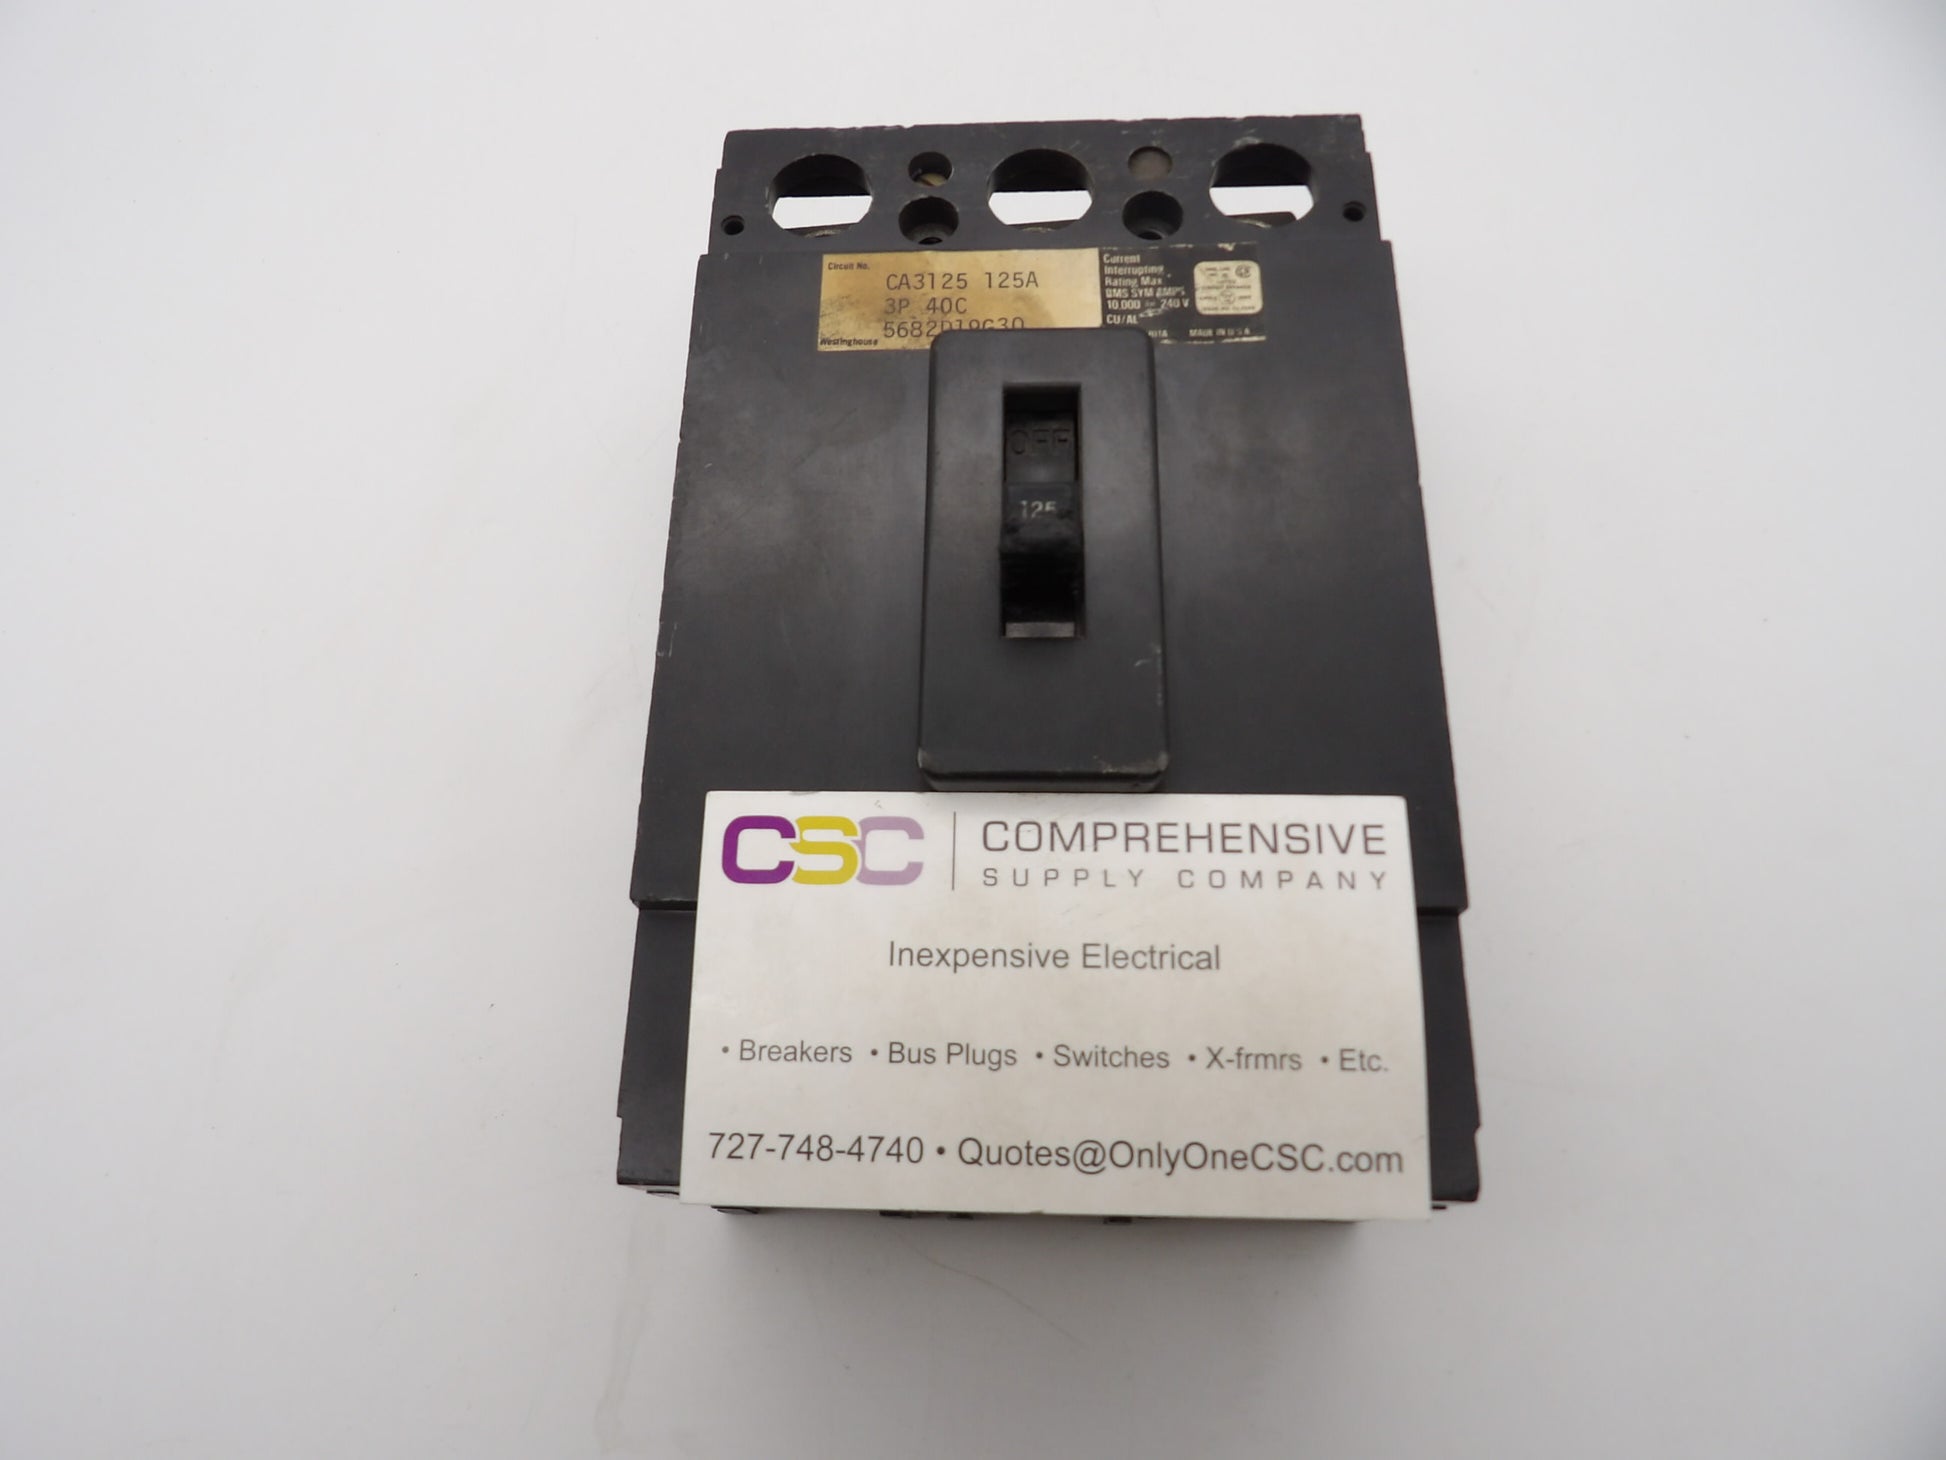 Circuit No.
CA3125 125A
3P 40C
5682D19G30
Westinghouse
Current
Interrupting
Rating Max.
RMS SYM AMPS
10,000 240 V
CU/AL
MADE IN U.S.A.
OFF
125
CSC
COMPREHENSIVE
SUPPLY COMPANY
Inexpensive Electrical
• Breakers • Bus Plugs • Switches • X-frmrs • Etc.
727-748-4740 • Quotes@OnlyOneCSC.com